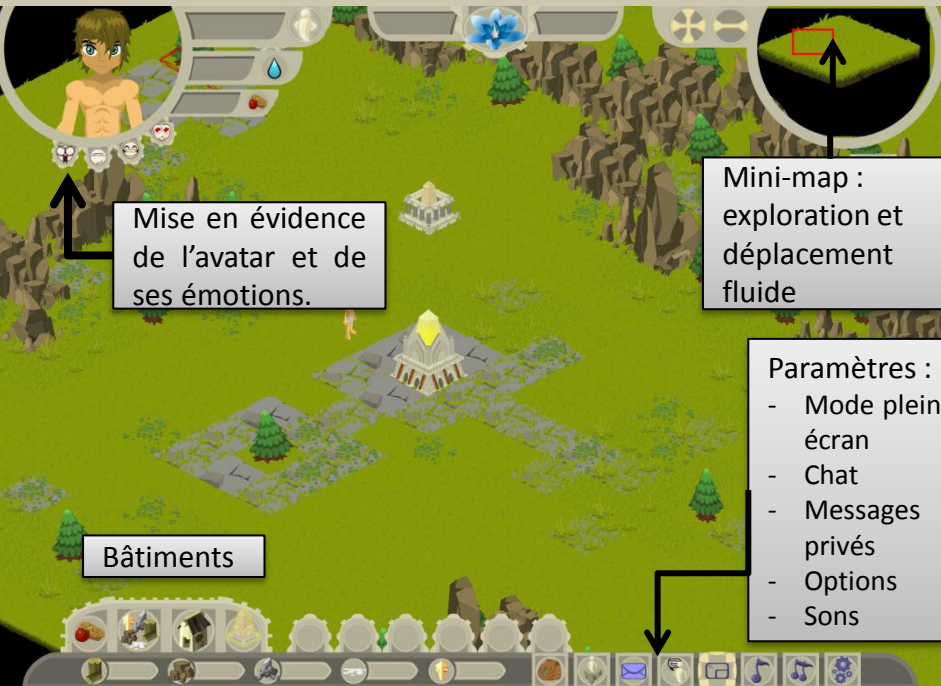 Mise en évidence
de l’avatar et de
ses émotions.
Mini-map :
exploration et
déplacement
fluide
Paramètres :
- Mode plein
écran
- Chat
- Messages
privés
- Options
- Sons
Bâtiments